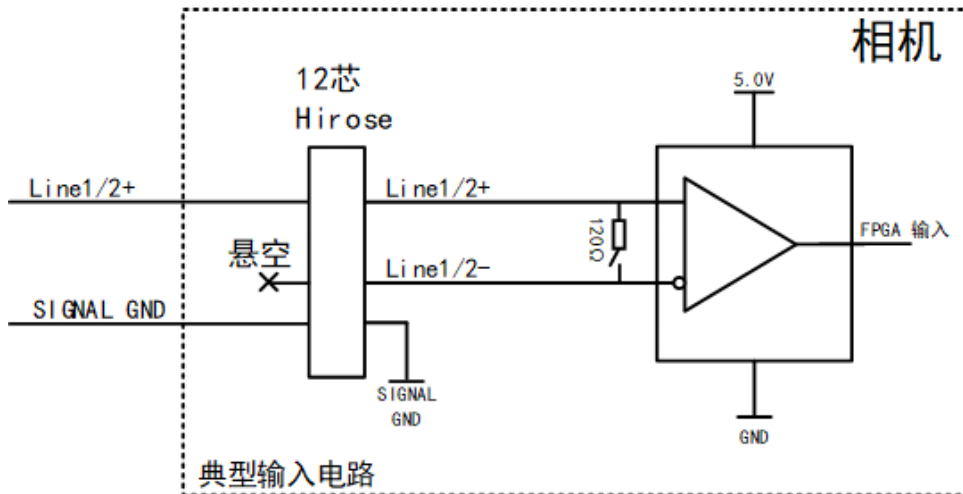 相机
12芯
Hirose
5.0V
Line1/2+
Line1/2+
120Ω
FPGA 输入
悬空
Line1/2-
SIGNAL GND
SIGNAL
GND
GND
典型输入电路